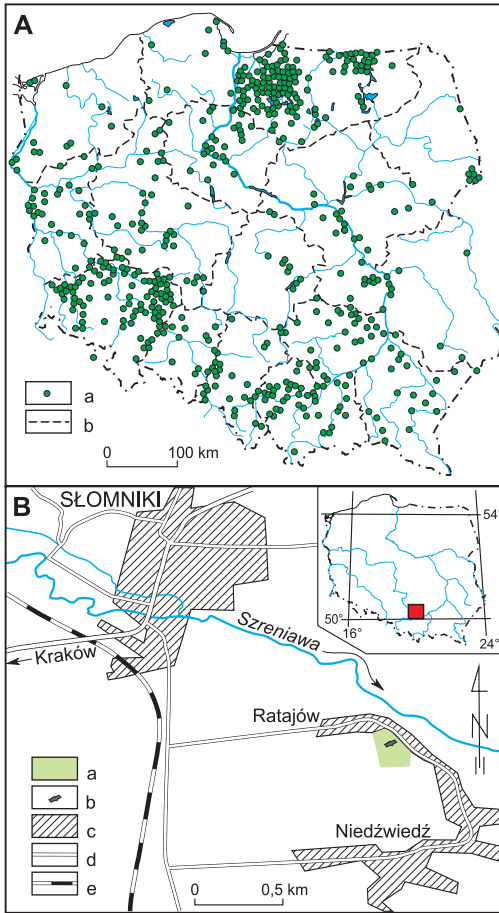 A
a
b
0 100 km
B
SŁOMNIKI
54°
50°
16°
24°
Kraków
Szreniawa
N
Ratajów
Niedźwiedź
a
b
c
d
e
0 0,5 km